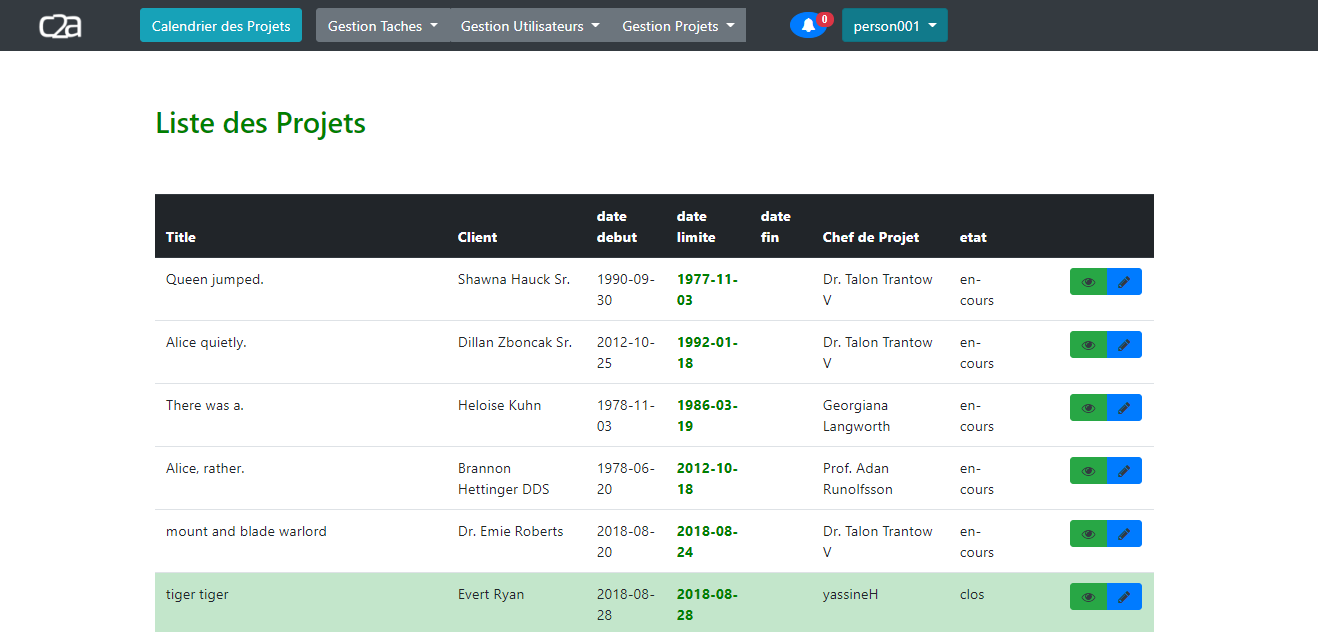 c2a
Calendrier des Projets
Gestion Taches
Gestion Utilisateurs
Gestion Projets
0
person001
Liste des Projets
Title
Client
date
debut
date
limite
date
fin
Chef de Projet
etat
Queen jumped.
Shawna Hauck Sr.
1990-09-
30
1977-11-
03
Dr. Talon Trantow
V
en-
cours
Alice quietly.
Dillan Zboncak Sr.
2012-10-
25
1992-01-
18
Dr. Talon Trantow
V
en-
cours
There was a.
Heloise Kuhn
1978-11-
03
1986-03-
19
Georgiana
Langworth
en-
cours
Alice, rather.
Brannon
Hettinger DDS
1978-06-
20
2012-10-
18
Prof. Adan
Runolfsson
en-
cours
mount and blade warlord
Dr. Emie Roberts
2018-08-
20
2018-08-
24
Dr. Talon Trantow
V
en-
cours
tiger tiger
Evert Ryan
2018-08-
28
2018-08-
28
yassineH
clos